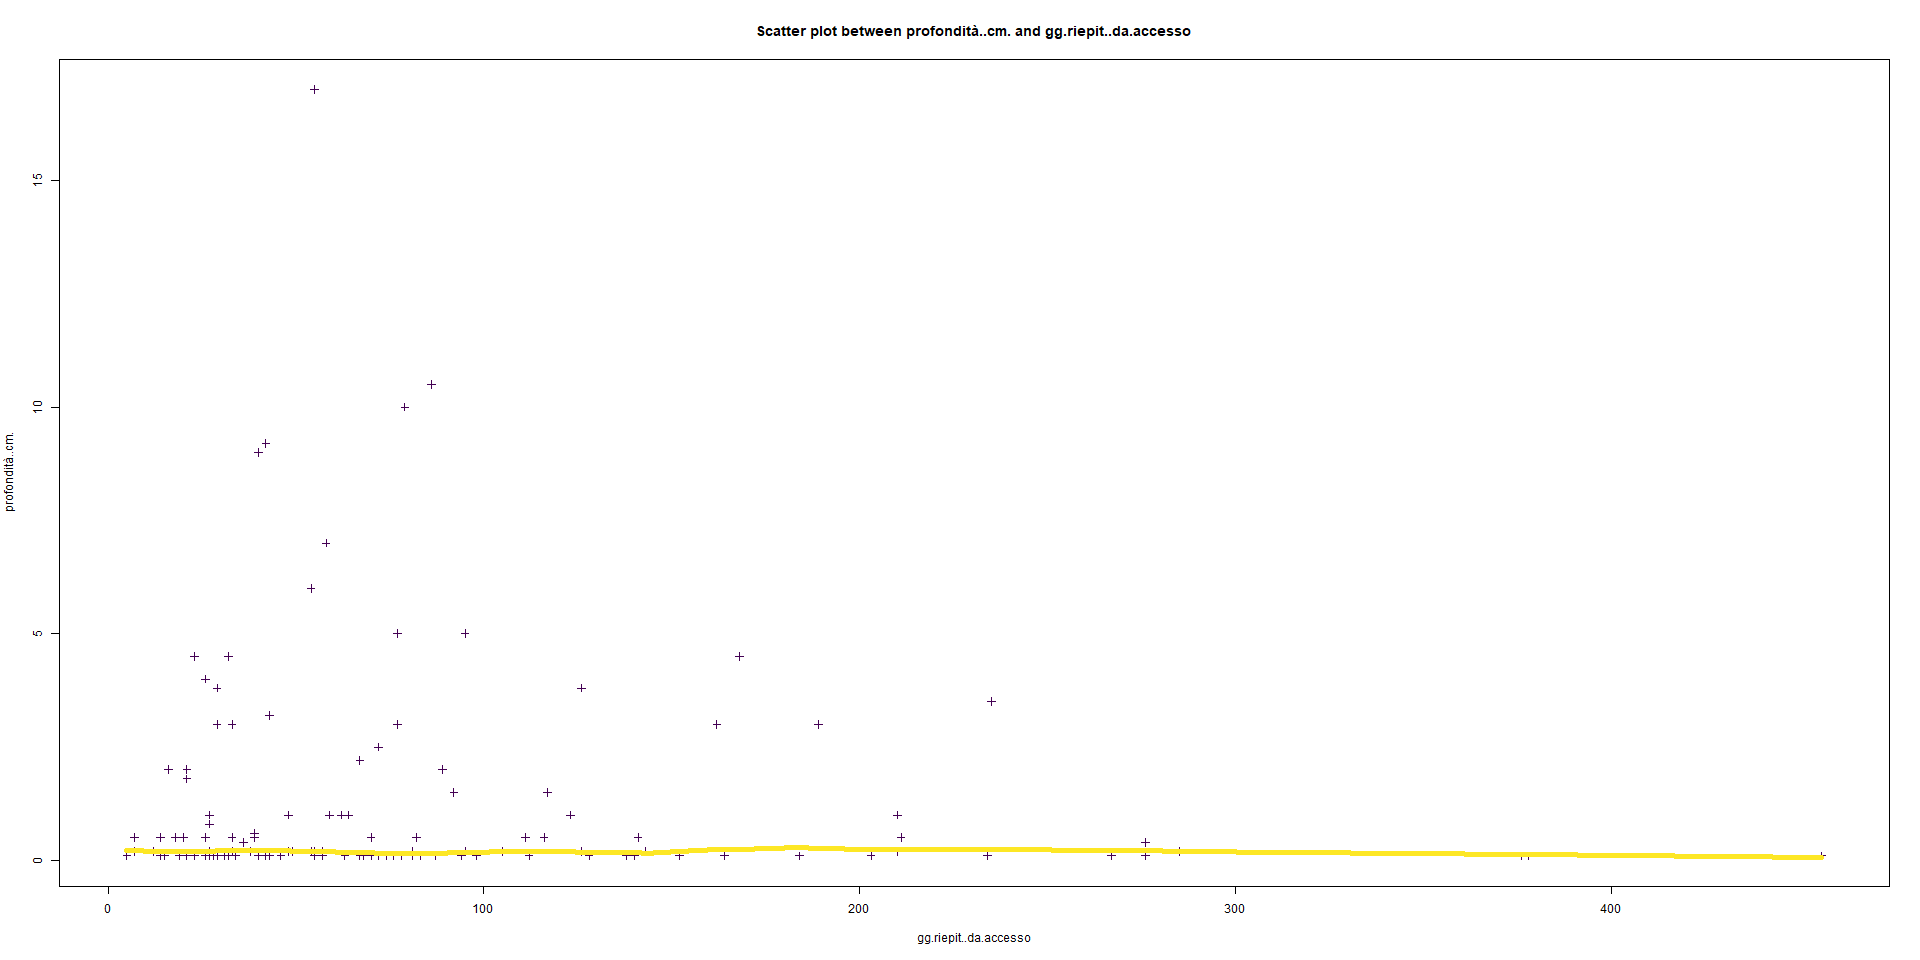 Scatter plot between profondità..cm. and gg.riepit..da.accesso
15
10
5
0
profondità..cm.
0 100 200 300 400
gg.riepit..da.accesso